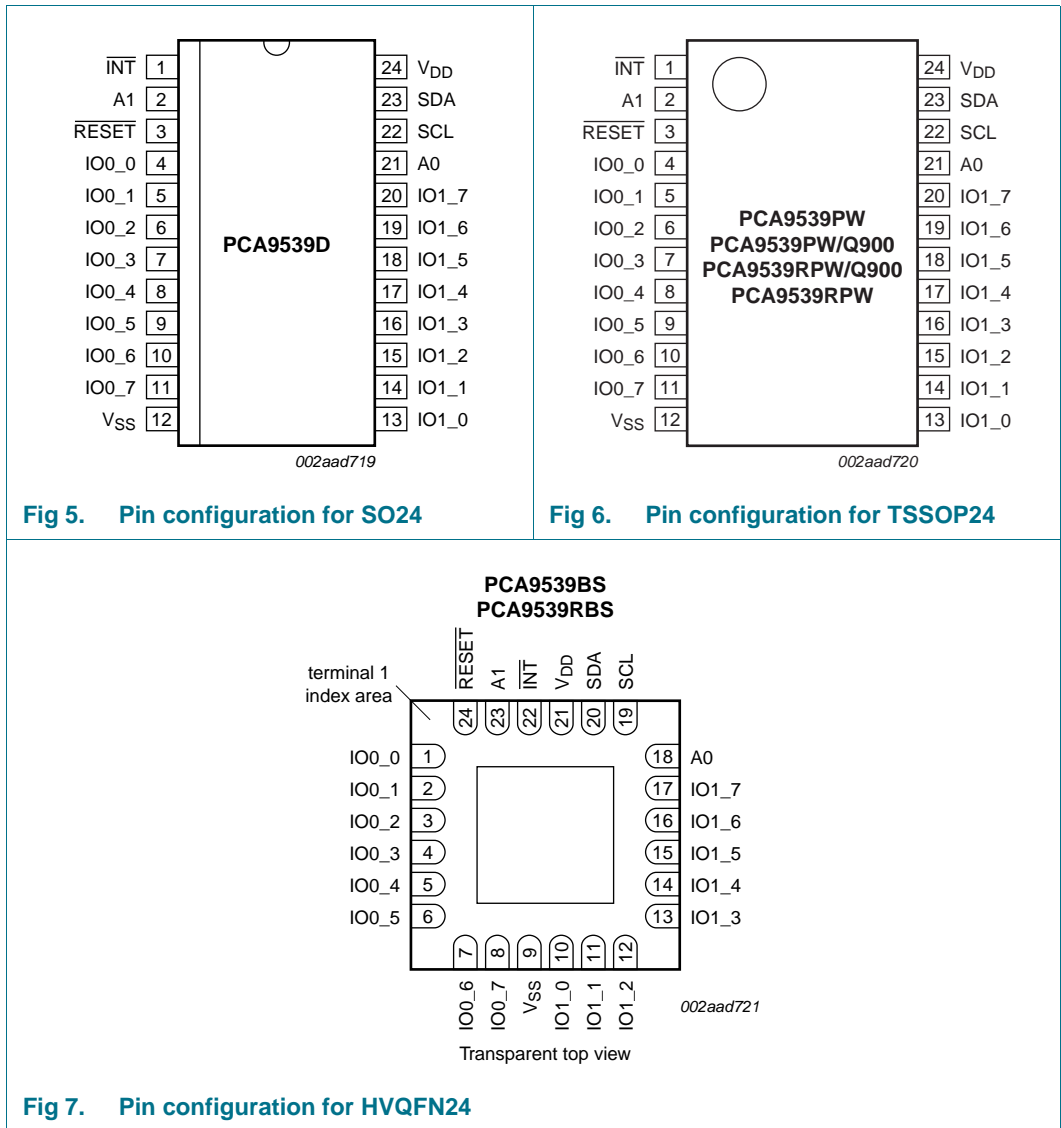 INT 1 24 VDD
A1 2 23 SDA
RESET 3 22 SCL
IO0_0 4 21 A0
IO0_1 5 20 IO1_7
IO0_2 6 19 IO1_6
IO0_3 7 18 IO1_5
IO0_4 8 17 IO1_4
IO0_5 9 16 IO1_3
IO0_6 10 15 IO1_2
IO0_7 11 14 IO1_1
VSS 12 13 IO1_0
PCA9539D
002aad719
Fig 5. Pin configuration for SO24
INT 1 24 VDD
A1 2 23 SDA
RESET 3 22 SCL
IO0_0 4 21 A0
IO0_1 5 20 IO1_7
IO0_2 6 19 IO1_6
IO0_3 7 18 IO1_5
IO0_4 8 17 IO1_4
IO0_5 9 16 IO1_3
IO0_6 10 15 IO1_2
IO0_7 11 14 IO1_1
VSS 12 13 IO1_0
PCA9539PW
PCA9539PW/Q900
PCA9539RPW/Q900
PCA9539RPW
002aad720
Fig 6. Pin configuration for TSSOP24
PCA9539BS
PCA9539RBS
terminal 1
index area
RESET A1 INT VDD SDA SCL
24 23 22 21 20 19
IO0_0 1 18 A0
IO0_1 2 17 IO1_7
IO0_2 3 16 IO1_6
IO0_3 4 15 IO1_5
IO0_4 5 14 IO1_4
IO0_5 6 13 IO1_3
7 8 9 10 11 12
IO0_6 IO0_7 VSS IO1_0 IO1_1 IO1_2
002aad721
Transparent top view
Fig 7. Pin configuration for HVQFN24